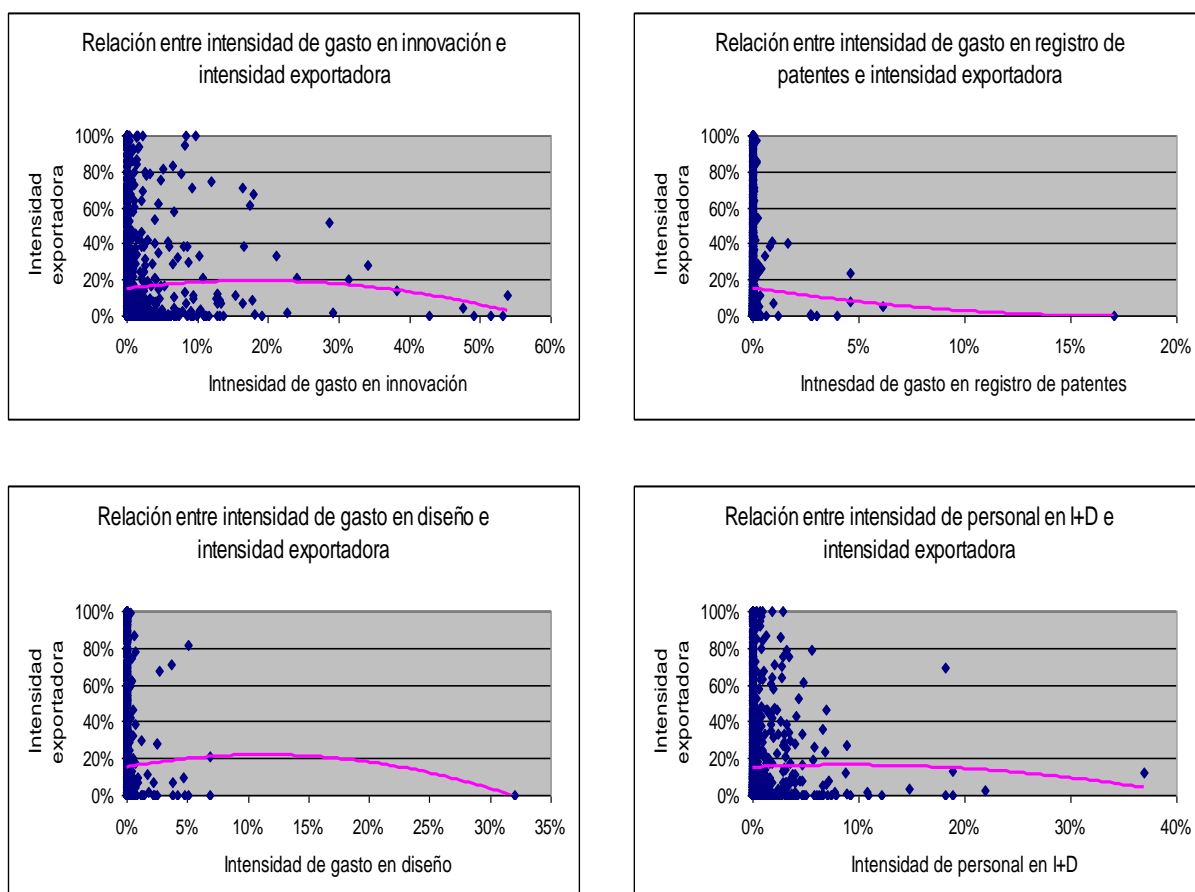 Relación entre intensidad de gasto en innovación e
intensidad exportadora
Intensidad
exportadora
100%
80%
60%
40%
20%
0%
0% 10% 20% 30% 40% 50% 60%
Intnesidad de gasto en innovación
Relación entre intensidad de gasto en registro de
patentes e intensidad exportadora
Intensidad
exportadora
100%
80%
60%
40%
20%
0%
0% 5% 10% 15% 20%
Intnesdad de gasto en registro de patentes
Relación entre intensidad de gasto en diseño e
intensidad exportadora
Intensidad
exportadora
100%
80%
60%
40%
20%
0%
0% 5% 10% 15% 20% 25% 30% 35%
Intensidad de gasto en diseño
Relación entre intensidad de personal en I+D e
intensidad exportadora
Intensidad
exportadora
100%
80%
60%
40%
20%
0%
0% 10% 20% 30% 40%
Intensidad de personal en I+D